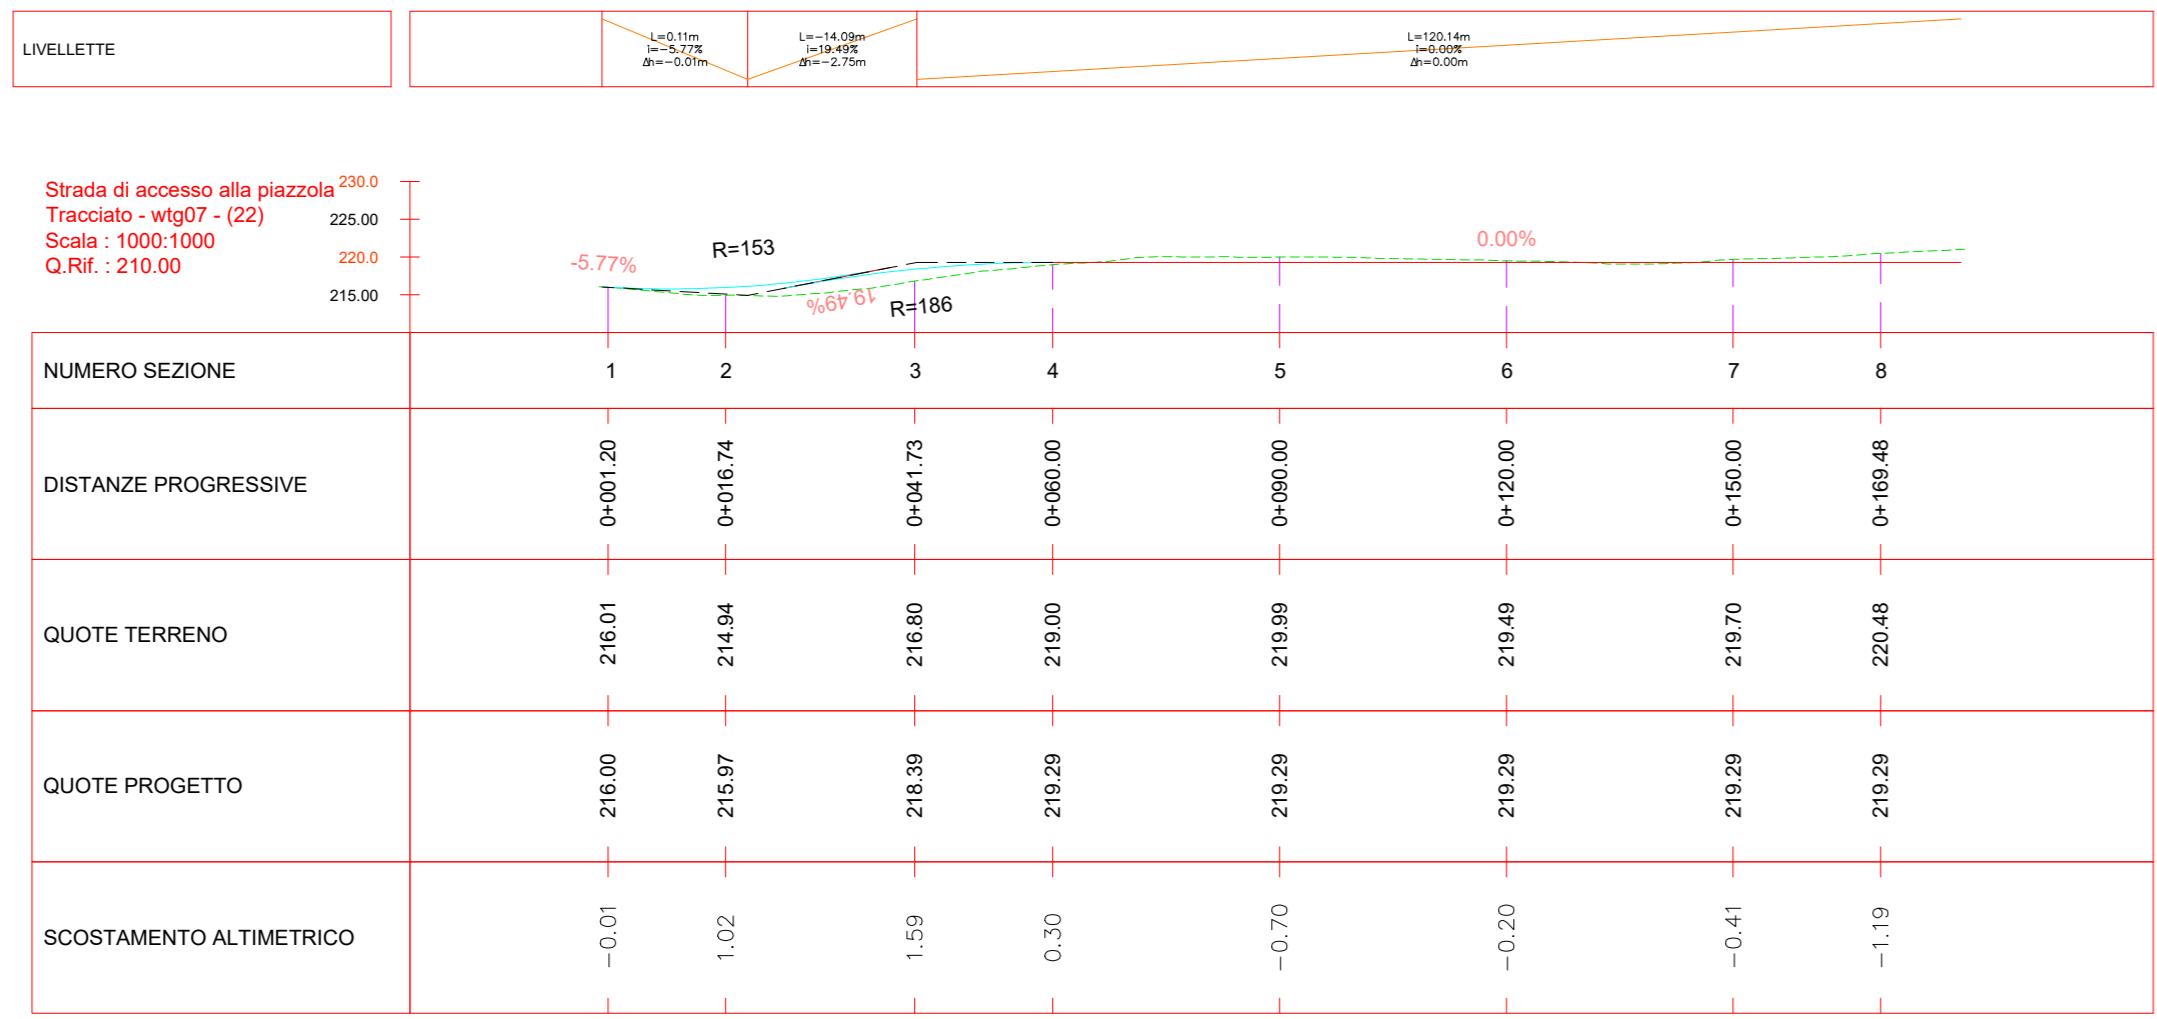 LIVELLETTE
L=0.11m
i=-5.77%
Δh=-0.01m
L=-14.09m
i=19.49%
Δh=-2.75m
L=120.14m
i=0.00%
Δh=0.00m
Strada di accesso alla piazzola
Tracciato - wtg07 - (22)
Scala : 1000:1000
Q.Rif. : 210.00
230.0
225.00
220.0
215.00
-5.77%
R=153
19.49%
R=186
0.00%
NUMERO SEZIONE
1 2 3 4 5 6 7 8
DISTANZE PROGRESSIVE
0+001.20 0+016.74 0+041.73 0+060.00 0+090.00 0+120.00 0+150.00 0+169.48
QUOTE TERRENO
216.01 214.94 216.80 219.00 219.99 219.49 219.70 220.48
QUOTE PROGETTO
216.00 215.97 218.39 219.29 219.29 219.29 219.29 219.29
SCOSTAMENTO ALTIMETRICO
-0.01 1.02 1.59 0.30 -0.70 -0.20 -0.41 -1.19